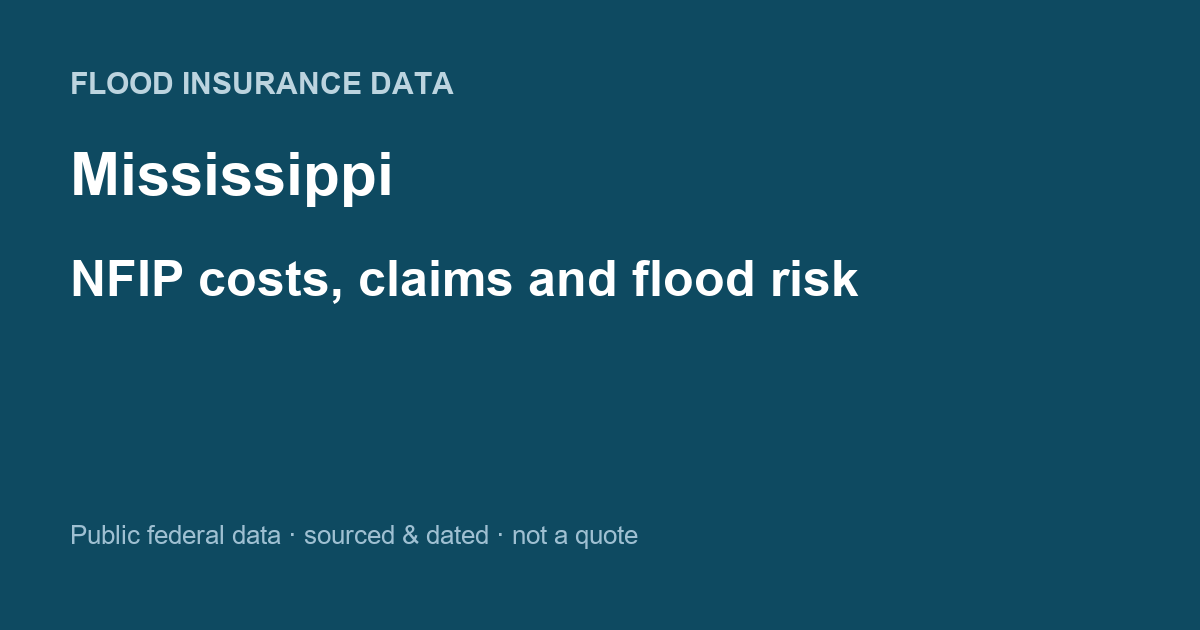 FLOOD INSURANCE DATA
Mississippi
NFIP costs, claims and flood risk
Public federal data · sourced & dated · not a quote